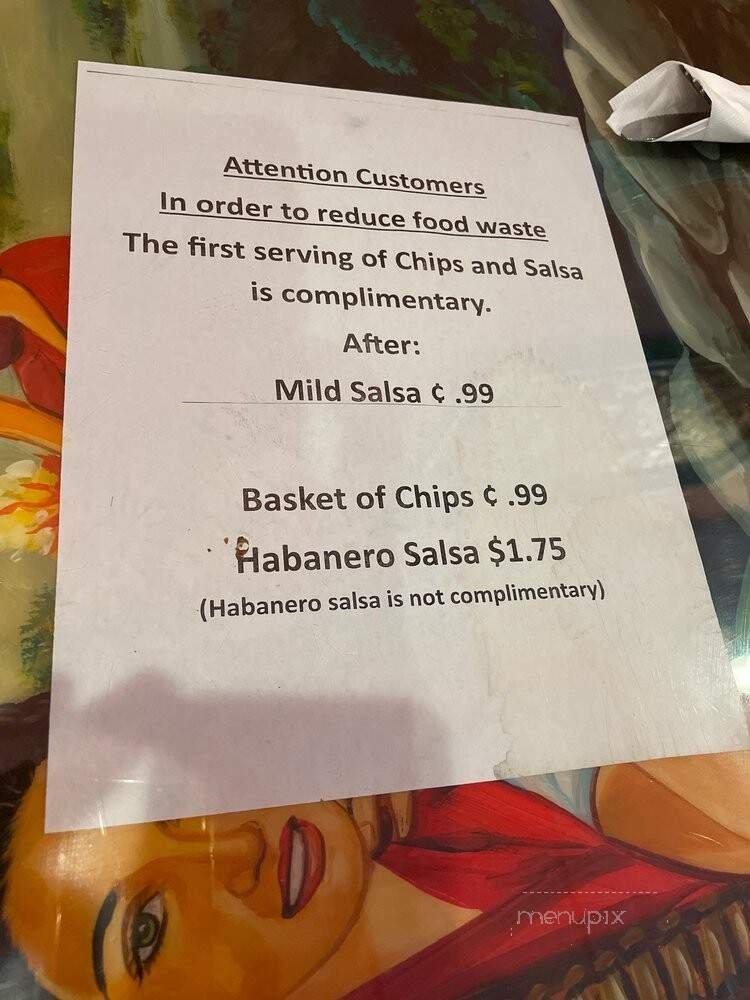 Attention Customers
In order to reduce food waste
The first serving of Chips and Salsa
is complimentary.
After:
Mild Salsa ¢ .99
Basket of Chips ¢ .99
Habanero Salsa $1.75
(Habanero salsa is not complimentary)
menupix